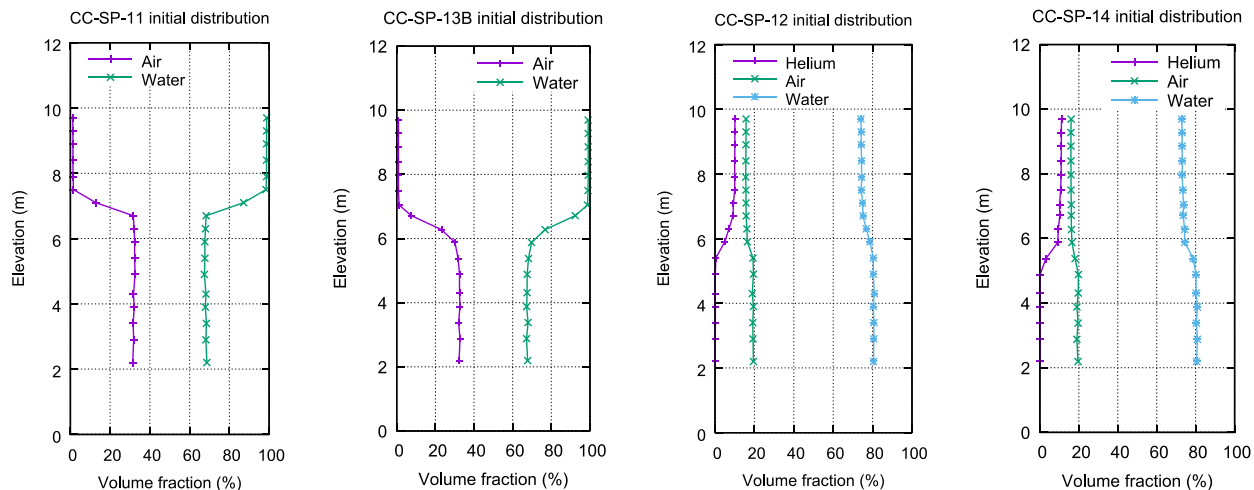 CC-SP-11 initial distribution
12
10
8
6
4
2
0
Elevation (m)
Air
Water
0 20 40 60 80 100
Volume fraction (%)
CC-SP-13B initial distribution
12
10
8
6
4
2
0
Elevation (m)
Air
Water
0 20 40 60 80 100
Volume fraction (%)
CC-SP-12 initial distribution
12
10
8
6
4
2
0
Elevation (m)
Helium
Air
Water
0 20 40 60 80 100
Volume fraction (%)
CC-SP-14 initial distribution
12
10
8
6
4
2
0
Elevation (m)
Helium
Air
Water
0 20 40 60 80 100
Volume fraction (%)